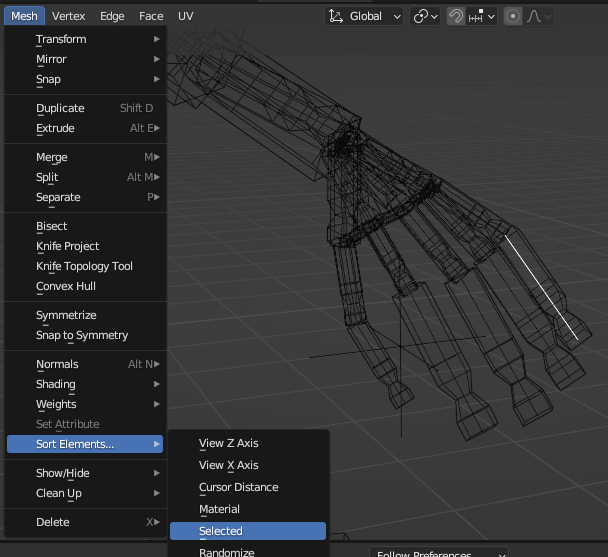 Mesh Vertex Edge Face UV Global
Transform
Mirror
Snap
Duplicate Shift D
Extrude Alt E
Merge M
Split Alt M
Separate P
Bisect
Knife Project
Knife Topology Tool
Convex Hull
Symmetrize
Snap to Symmetry
Normals Alt N
Shading
Weights
Set Attribute
Sort Elements...
Show/Hide
Clean Up
Delete X
View Z Axis
View X Axis
Cursor Distance
Material
Selected
Randomize
Follow Preferences